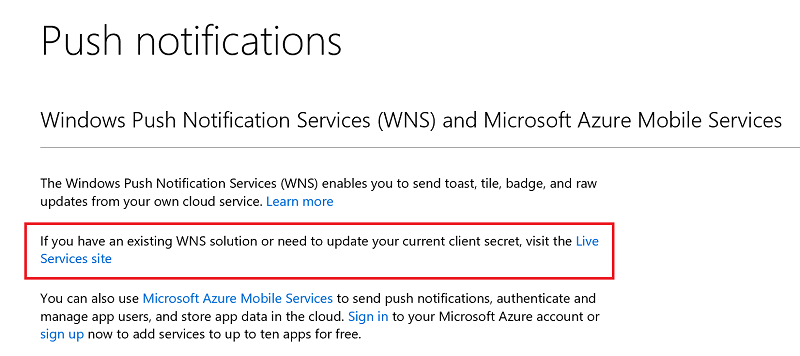 Push notifications
Windows Push Notification Services (WNS) and Microsoft Azure Mobile Services
The Windows Push Notification Services (WNS) enables you to send toast, tile, badge, and raw
updates from your own cloud service. Learn more
If you have an existing WNS solution or need to update your current client secret, visit the Live
Services site
You can also use Microsoft Azure Mobile Services to send push notifications, authenticate and
manage app users, and store app data in the cloud. Sign in to your Microsoft Azure account or
sign up now to add services to up to ten apps for free.